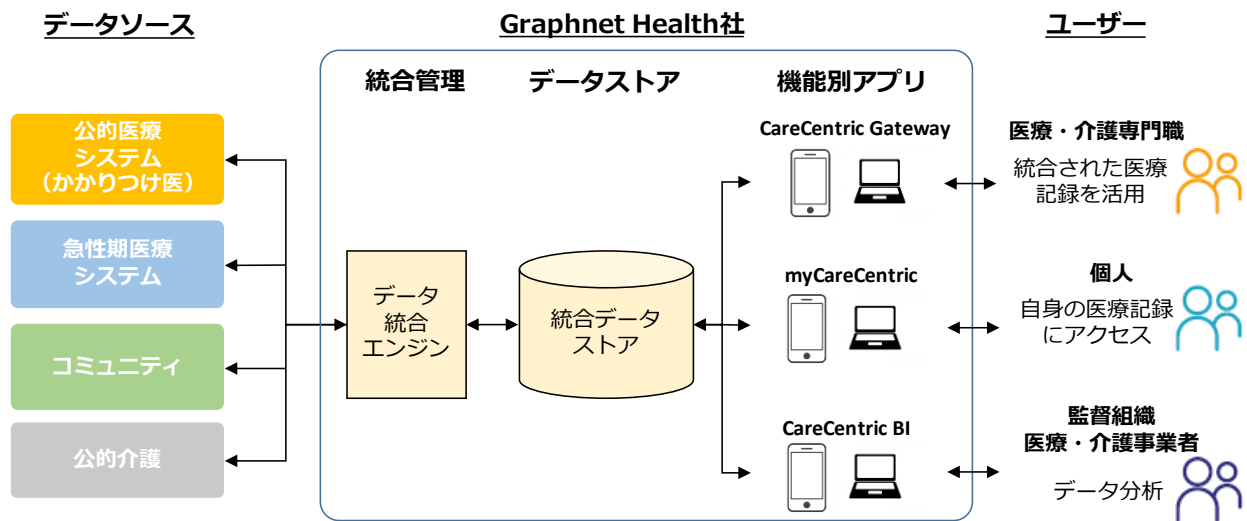 データソース
Graphnet Health社
ユーザー
統合管理
データストア
機能別アプリ
公的医療
システム
（かかりつけ医）
急性期医療
システム
コミュニティ
公的介護
データ
統合
エンジン
統合データ
ストア
CareCentric Gateway
myCareCentric
CareCentric BI
医療・介護専門職
統合された医療
記録を活用
個人
自身の医療記録
にアクセス
監督組織
医療・介護事業者
データ分析